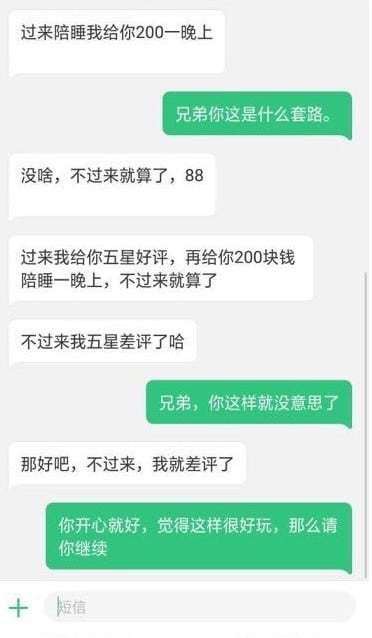 过来陪睡我给你200一晚上
兄弟你这是什么套路。
没啥，不过来就算了，88
过来我给你五星好评，再给你200块钱
陪睡一晚上，不过来就算了
不过来我五星差评了哈
兄弟，你这样就没意思了
那好吧，不过来，我就差评了
你开心就好，觉得这样很好玩，那么请
你继续
短信